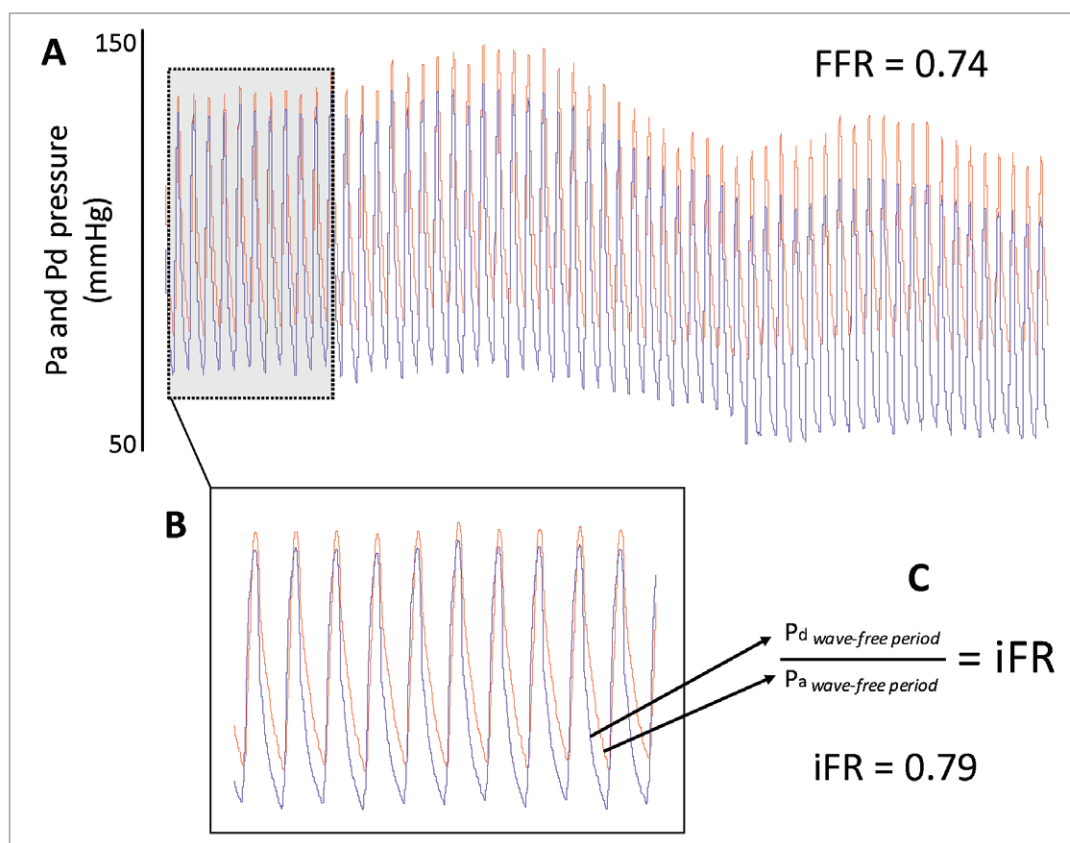 A
150
FFR = 0.74
Pa and Pd pressure
(mmHg)
50
B
C
Pd wave-free period
Pa wave-free period
= iFR
iFR = 0.79